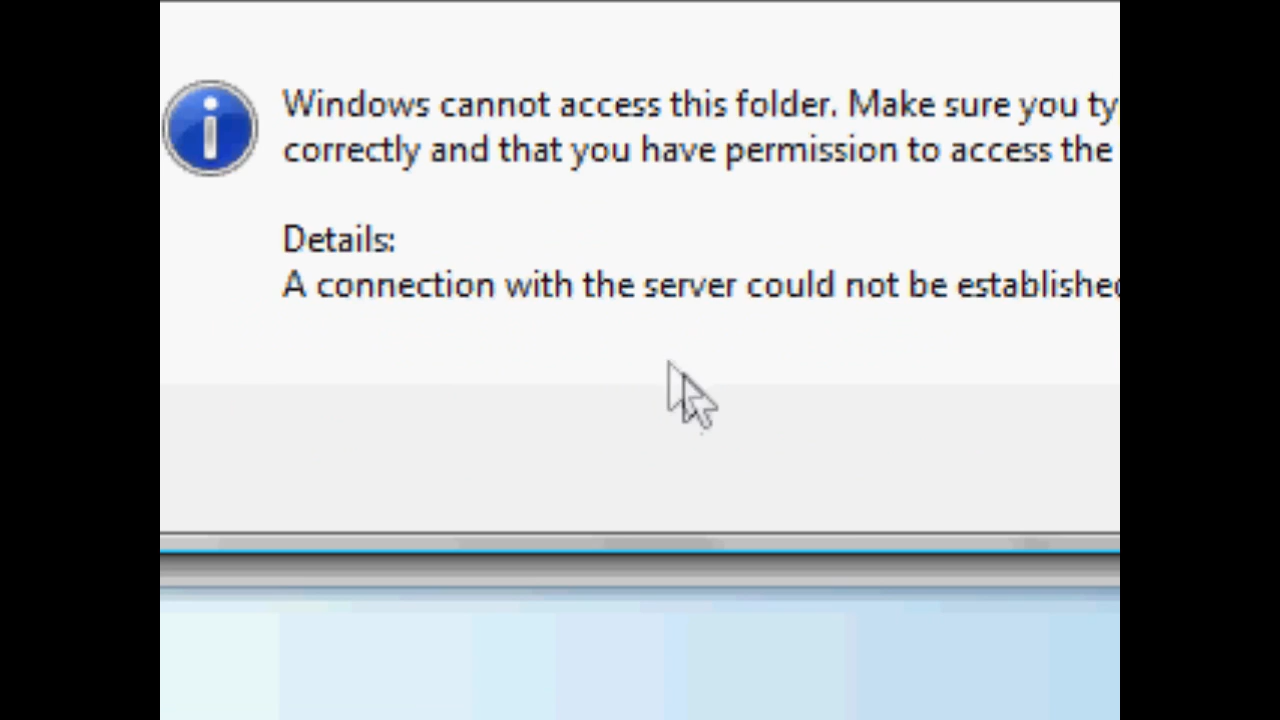 Windows cannot access this folder. Make sure you ty
correctly and that you have permission to access the
Details:
A connection with the server could not be established